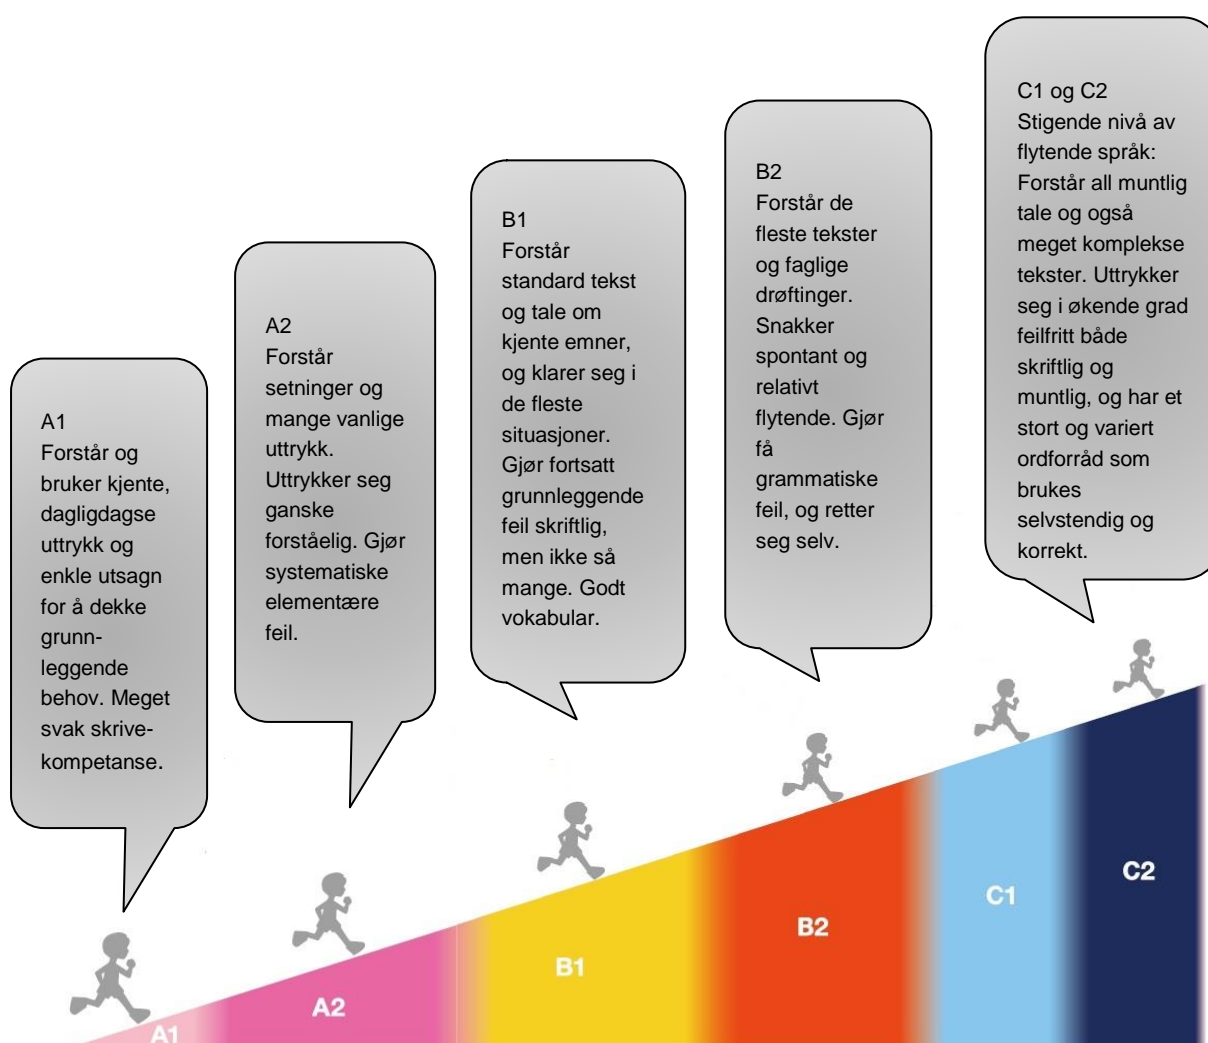 A1
Forstår og
bruker kjente,
dagligdagse
uttrykk og
enkle utsagn
for å dekke
grunn-
leggende
behov. Meget
svak skrive-
kompetanse.
A2
Forstår
setninger og
mange vanlige
uttrykk.
Uttrykker seg
ganske
forståelig. Gjør
systematiske
elementære
feil.
B1
Forstår
standard tekst
og tale om
kjente emner,
og klarer seg i
de fleste
situasjoner.
Gjør fortsatt
grunnleggende
feil skriftlig,
men ikke så
mange. Godt
vokabular.
B2
Forstår de
fleste tekster
og faglige
drøftinger.
Snakker
spontant og
relativt
flytende. Gjør
få
grammatiske
feil, og retter
seg selv.
C1 og C2
Stigende nivå av
flytende språk:
Forstår all muntlig
tale og også
meget komplekse
tekster. Uttrykker
seg i økende grad
feilfritt både
skriftlig og
muntlig, og har et
stort og variert
ordforråd som
brukes
selvstendig og
korrekt.
A1
A2
B1
B2
C1
C2